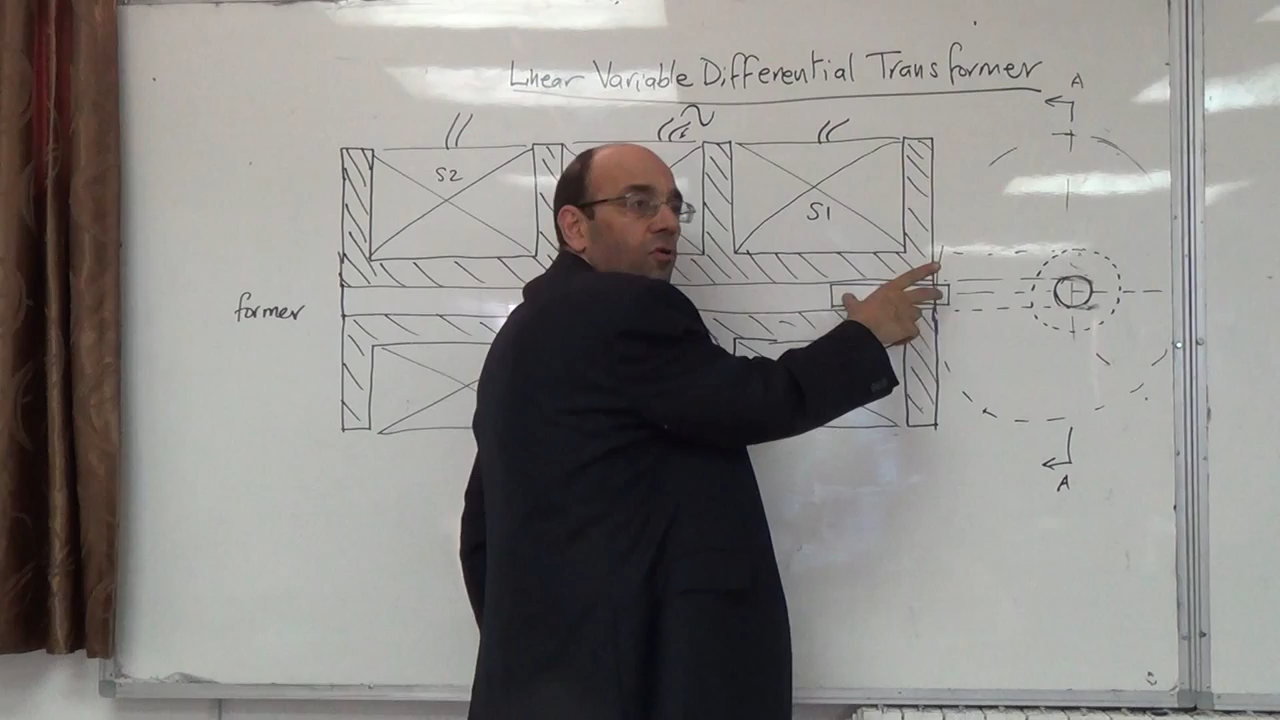 Linear Variable Differential Transformer
A
S2
S1
former
A